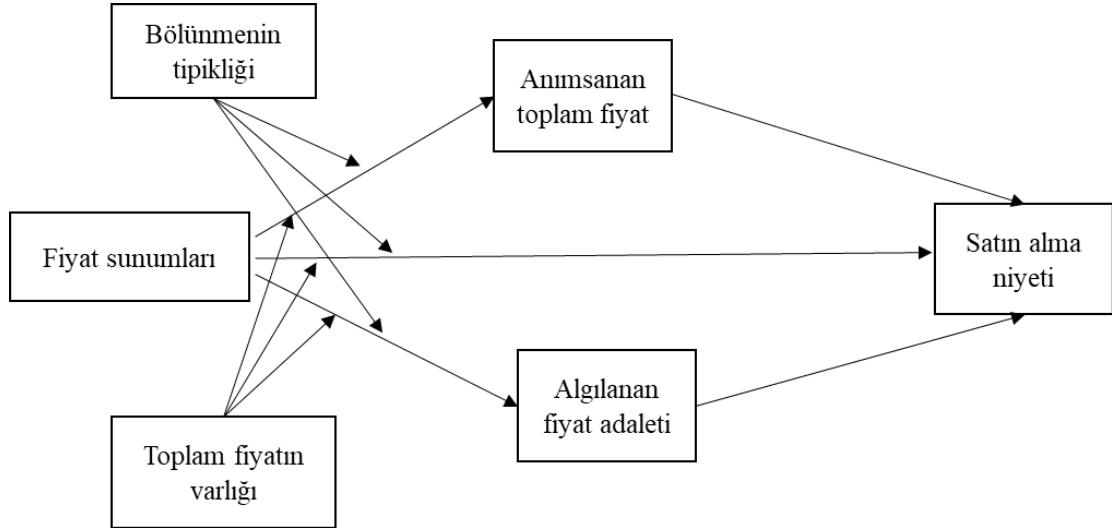 Bölünmenin
tipikliği
Anımsanan
toplam fiyat
Fiyat sunumları
Satın alma
niyeti
Algılanan
fiyat adaleti
Toplam fiyatın
varlığı